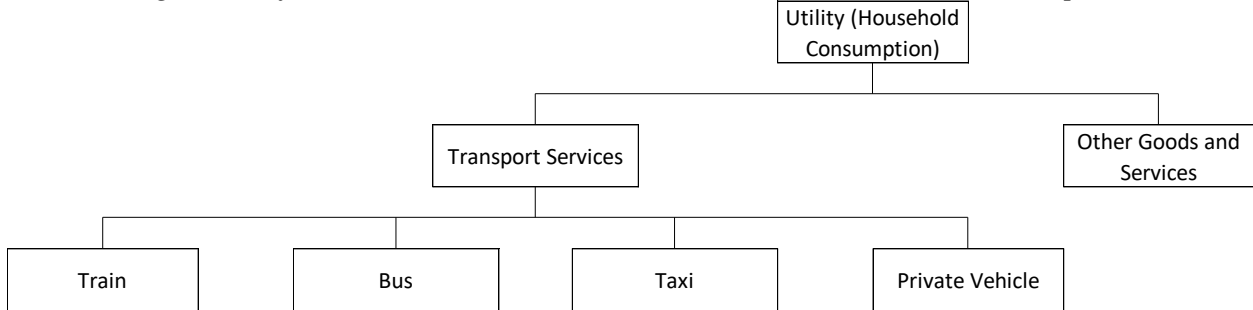 Utility (Household
Consumption)
Transport Services
Other Goods and
Services
Train
Bus
Taxi
Private Vehicle